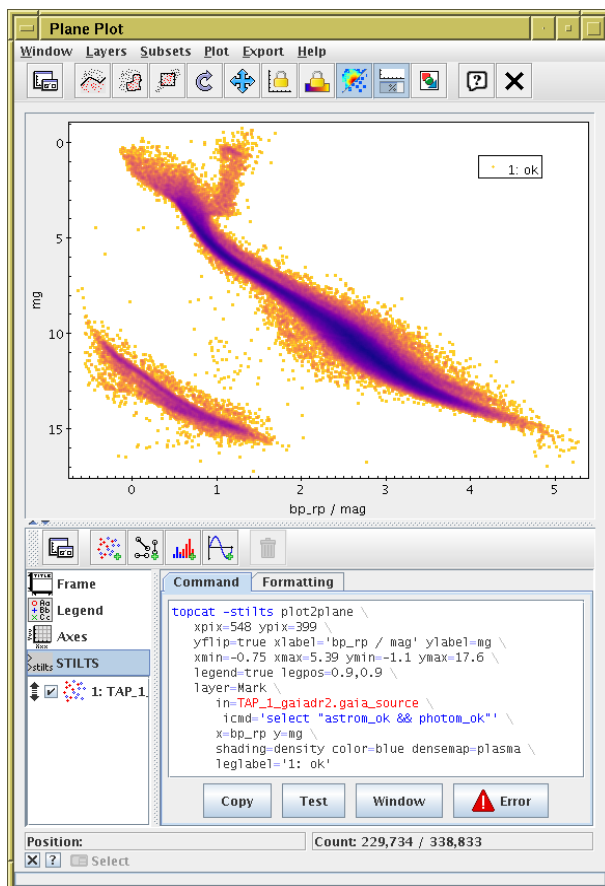 Plane Plot
Window Layers Subsets Plot Export Help
1: ok
0
5
10
15
mg
0 1 2 3 4 5
bp_rp / mag
Command Formatting
Frame
Legend
Axes
STILTS
1: TAP_1_
topcat -stilts plot2plane \
xpix=548 ypix=399 \
yflip=true xlabel='bp_rp / mag' ylabel=mg \
xmin=-0.75 xmax=5.39 ymin=-1.1 ymax=17.6 \
legend=true legpos=0.9,0.9 \
layer=Mark \
in=TAP_1_gaiadr2.gaia_source \
icmd='select "astrom_ok && photom_ok"' \
x=bp_rp y=mg \
shading=density color=blue densemap=plasma \
leglabel='1: ok'
Copy Test Window Error
Position: Count: 229,734 / 338,833
Select